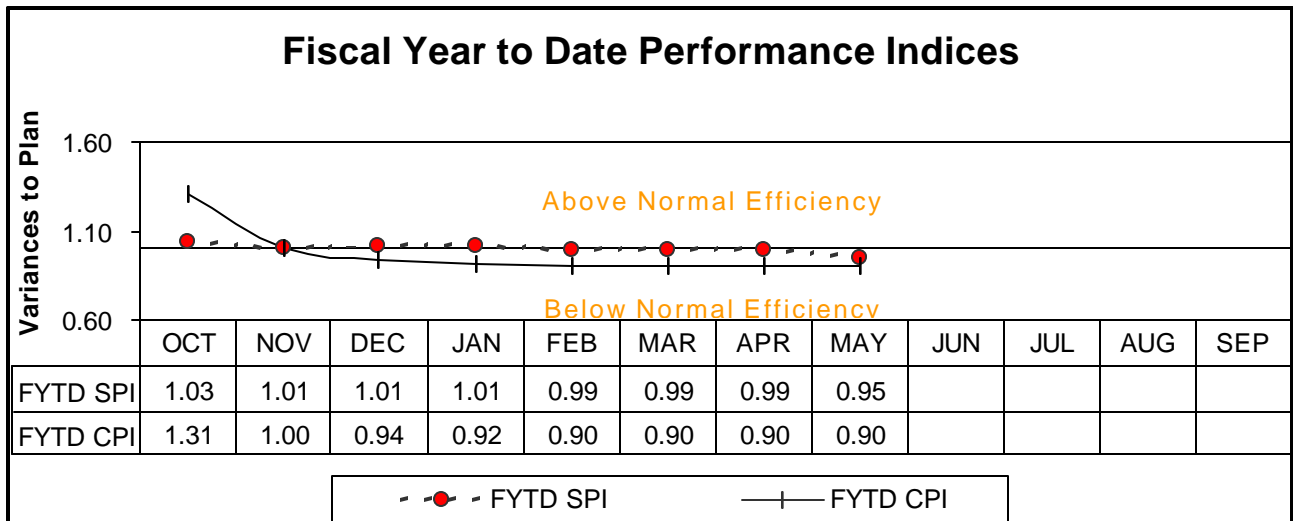 Fiscal Year to Date Performance Indices
Variances to Plan
1.60
Above Normal Efficiency
1.10
Below Normal Efficiency
0.60
OCT NOV DEC JAN FEB MAR APR MAY JUN JUL AUG SEP
FYTD SPI 1.03 1.01 1.01 1.01 0.99 0.99 0.99 0.95
FYTD CPI 1.31 1.00 0.94 0.92 0.90 0.90 0.90 0.90
FYTD SPI FYTD CPI